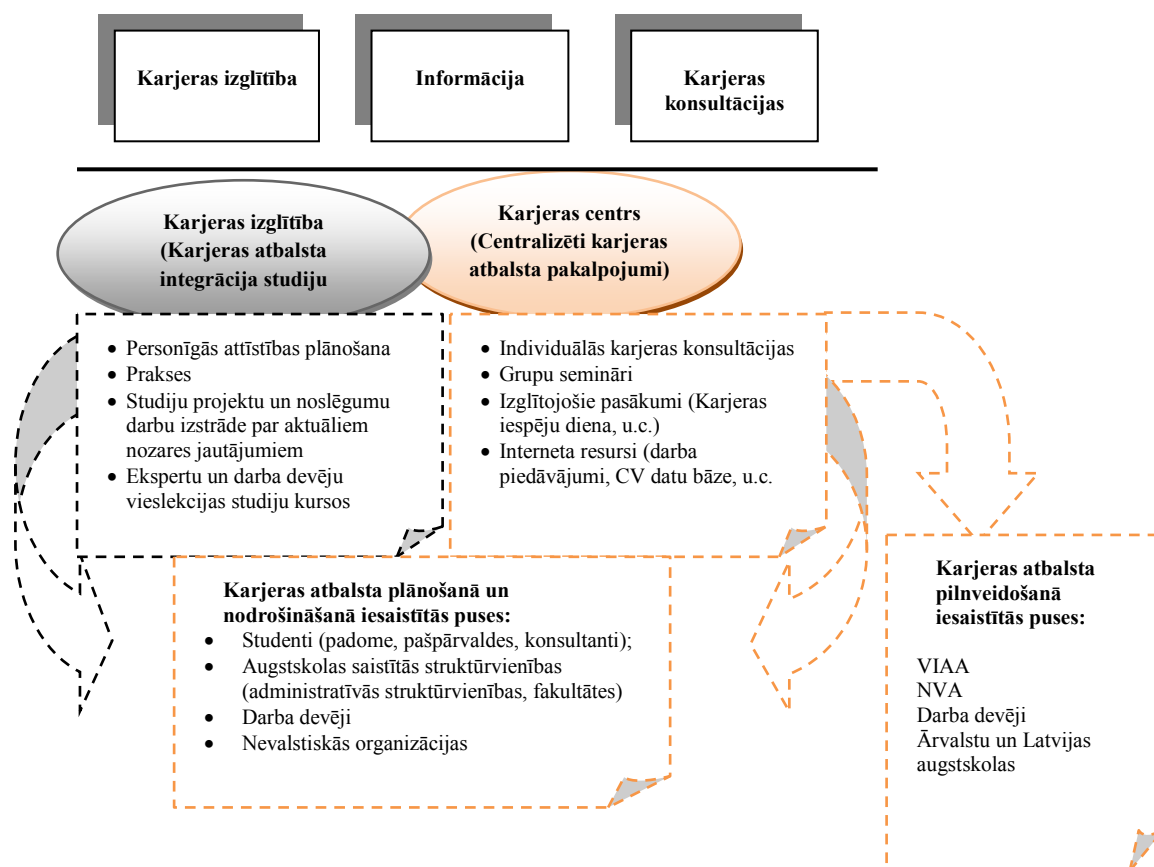 Karjeras izglītība
Informācija
Karjeras
konsultācijas
Karjeras izglītība
(Karjeras atbalsta
integrācija studiju
Karjeras centrs
(Centralizēti karjeras
atbalsta pakalpojumi)
• Personīgās attīstības plānošana
• Prakses
• Studiju projektu un noslēgumu
darbu izstrāde par aktuāliem
nozares jautājumiem
• Ekspertu un darba devēju
vieslekcijas studiju kursos
• Individuālās karjeras konsultācijas
• Grupu semināri
• Izglītojošie pasākumi (Karjeras
iespēju diena, u.c.)
• Interneta resursi (darba
piedāvājumi, CV datu bāze, u.c.
Karjeras atbalsta plānošanā un
nodrošināšanā iesaistītās puses:
• Studenti (padome, pašpārvaldes, konsultanti);
• Augstskolas saistītās struktūrvienības
(administratīvās struktūrvienības, fakultātes)
• Darba devēji
• Nevalstiskās organizācijas
Karjeras atbalsta
pilnveidošanā
iesaistītās puses:
VIAA
NVA
Darba devēji
Ārvalstu un Latvijas
augstskolas